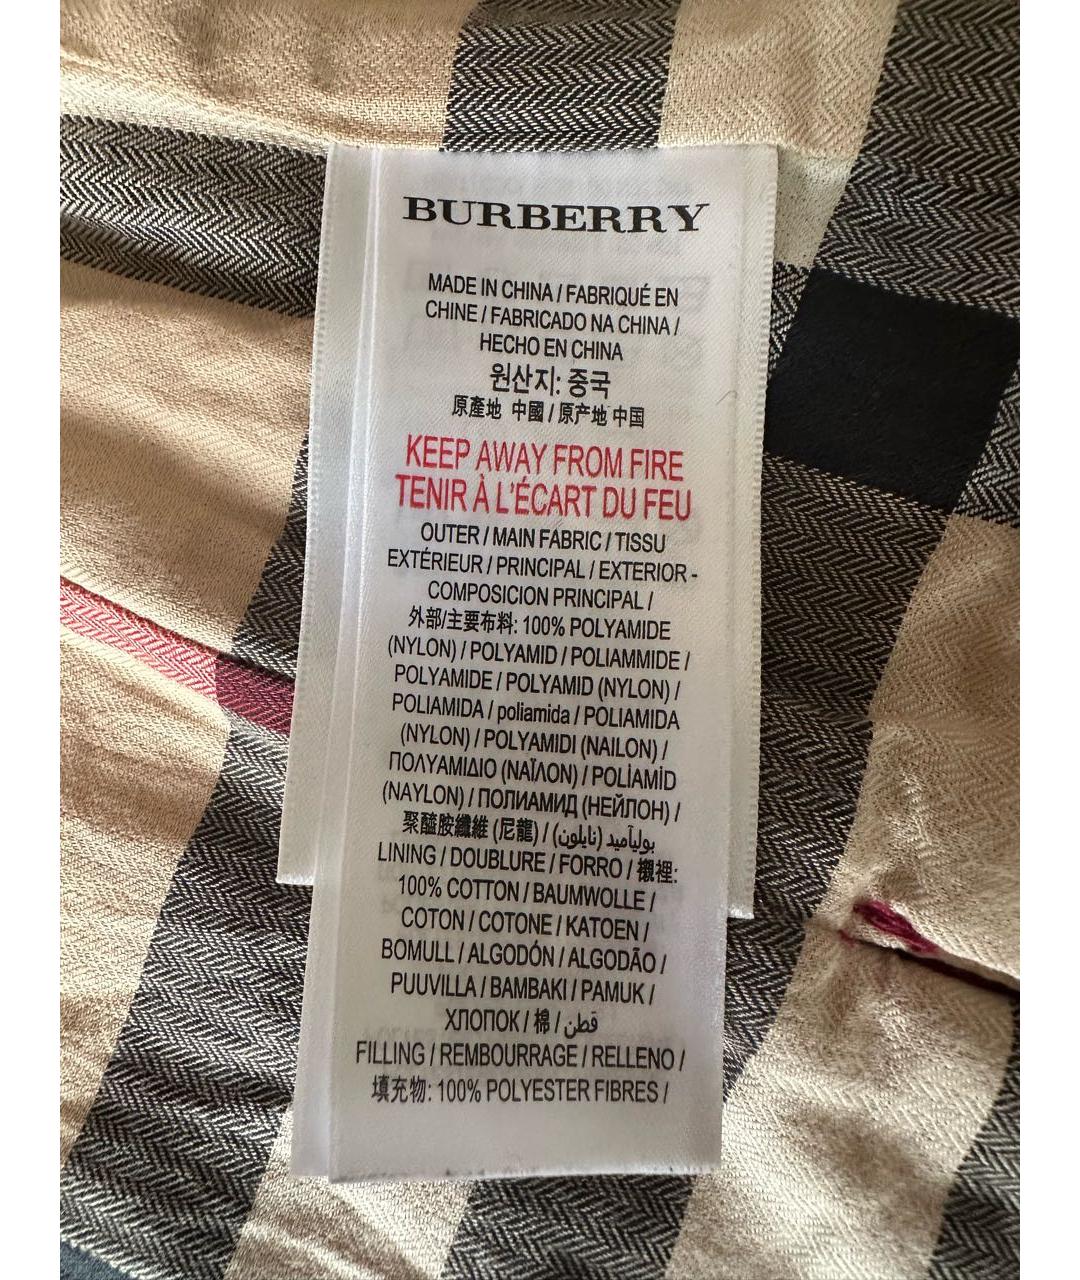 BURBERRY
MADE IN CHINA / FABRIQUÉ EN
CHINE / FABRICADO NA CHINA /
HECHO EN CHINA
원산지: 중국
原產地 中國 / 原产地 中国
KEEP AWAY FROM FIRE
TENIR À L'ÉCART DU FEU
OUTER / MAIN FABRIC / TISSU
EXTÉRIEUR / PRINCIPAL / EXTERIOR -
COMPOSICION PRINCIPAL /
外部/主要布料: 100% POLYAMIDE
(NYLON) / POLYAMID / POLIAMMIDE /
POLYAMIDE / POLYAMID (NYLON) /
POLIAMIDA / poliamida / POLIAMIDA
(NYLON) / POLYAMIDI (NAILON) /
ΠΟΛΥΑΜΙΔΙΟ (ΝΑΪΛΟΝ) / POLİAMİD
(NAYLON) / ПОЛИАМИД (НЕЙЛОН) /
聚醯胺纖維 (尼龍) / بولیآمید (نایلون)
LINING / DOUBLURE / FORRO / 襯裡:
100% COTTON / BAUMWOLLE /
COTON / COTONE / KATOEN /
BOMULL / ALGODÓN / ALGODÃO /
PUUVILLA / BAMBAKI / PAMUK /
ХЛОПОК / 棉 / قطن
FILLING / REMBOURRAGE / RELLENO /
填充物: 100% POLYESTER FIBRES /